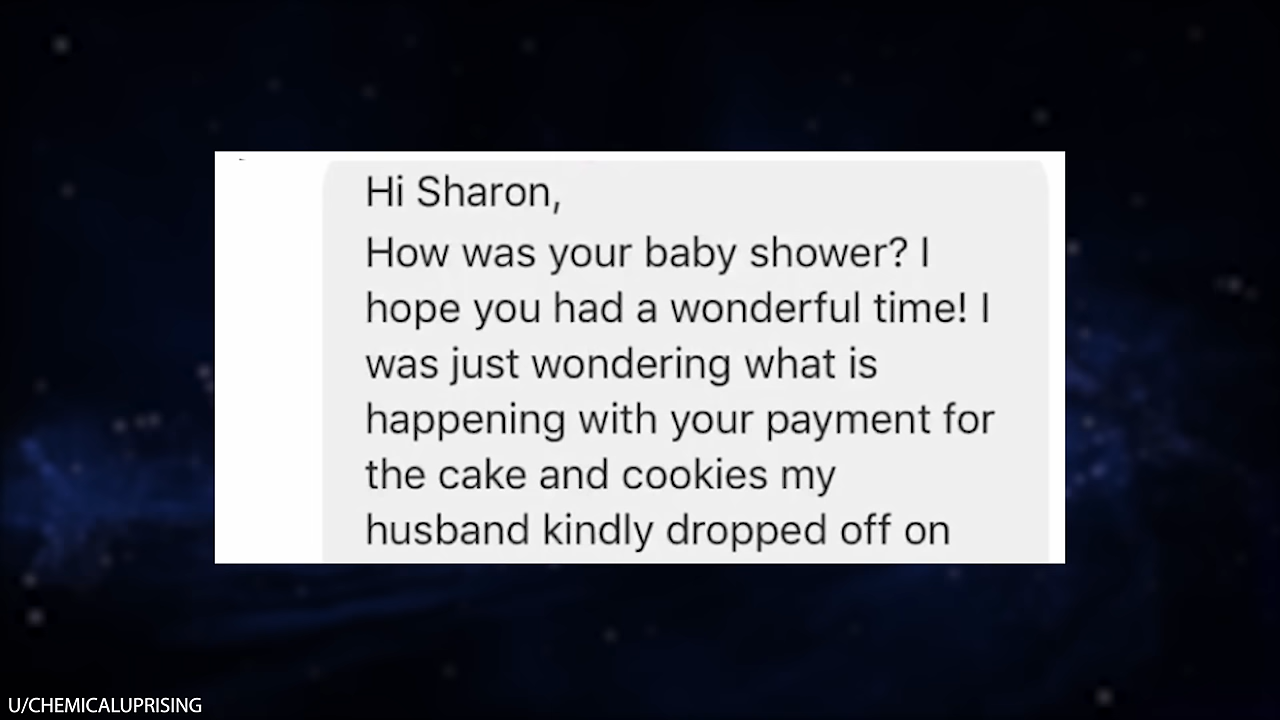 Hi Sharon,
How was your baby shower? I
hope you had a wonderful time! I
was just wondering what is
happening with your payment for
the cake and cookies my
husband kindly dropped off on
U/CHEMICALUPRISING